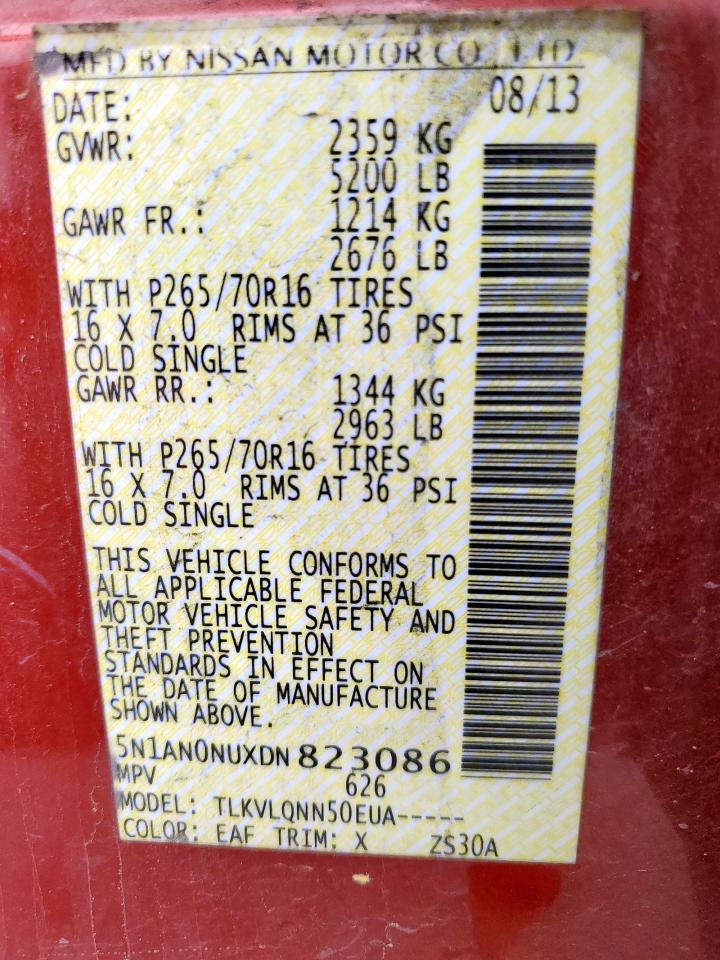 MFD BY NISSAN MOTOR CO., LTD
DATE: 08/13
GVWR: 2359 KG
5200 LB
GAWR FR.: 1214 KG
2676 LB
WITH P265/70R16 TIRES
16 X 7.0 RIMS AT 36 PSI
COLD SINGLE
GAWR RR.: 1344 KG
2963 LB
WITH P265/70R16 TIRES
16 X 7.0 RIMS AT 36 PSI
COLD SINGLE
THIS VEHICLE CONFORMS TO
ALL APPLICABLE FEDERAL
MOTOR VEHICLE SAFETY AND
THEFT PREVENTION
STANDARDS IN EFFECT ON
THE DATE OF MANUFACTURE
SHOWN ABOVE.
5N1AN0NUXDN 823086
MPV 626
MODEL: TLKVLQNN50EUA-----
COLOR: EAF TRIM: X ZS30A